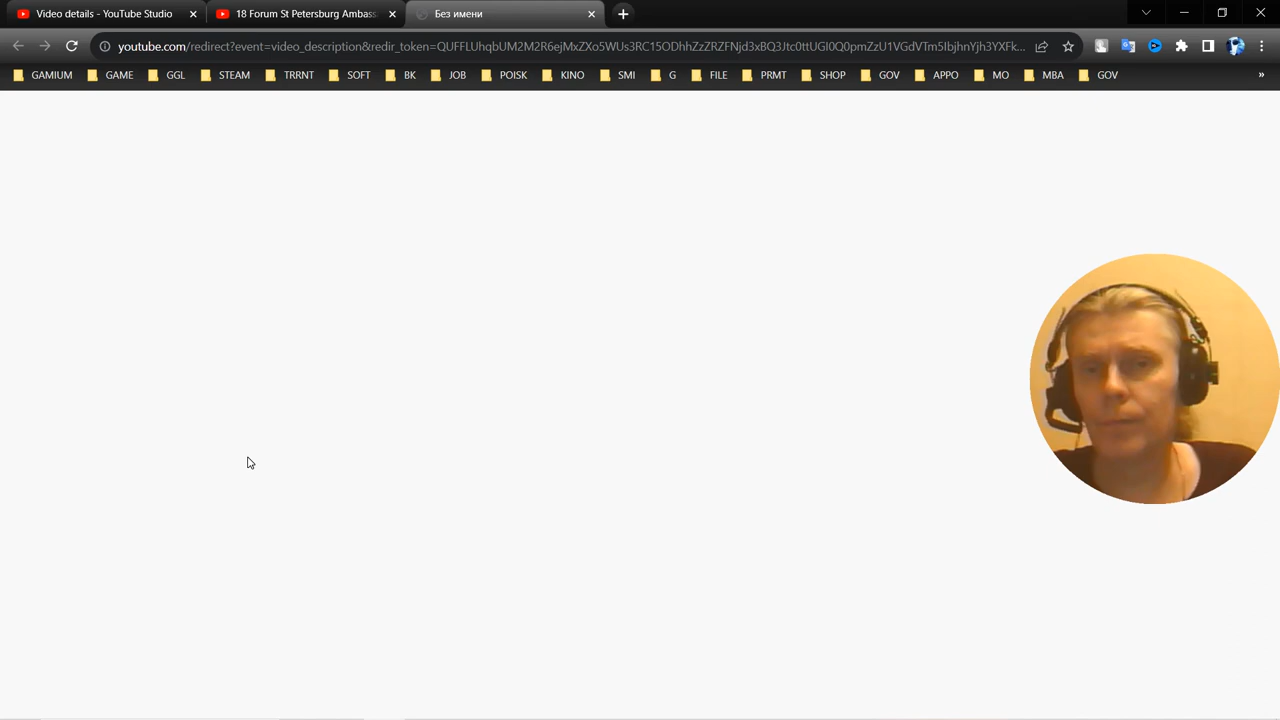 Video details - YouTube Studio
18 Forum St Petersburg Ambass
Без имени
youtube.com/redirect?event=video_description&redir_token=
GAMIUM GAME GGL STEAM TRRNT SOFT BK JOB POISK KINO SMI G FILE PRMT SHOP GOV APPO MO MBA GOV »